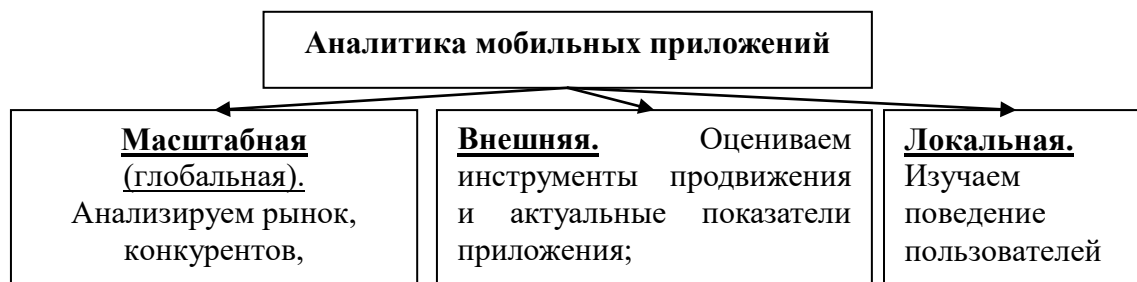 Аналитика мобильных приложений
Масштабная
(глобальная).
Анализируем рынок,
конкурентов,
Внешняя. Оцениваем
инструменты продвижения
и актуальные показатели
приложения;
Локальная.
Изучаем
поведение
пользователей